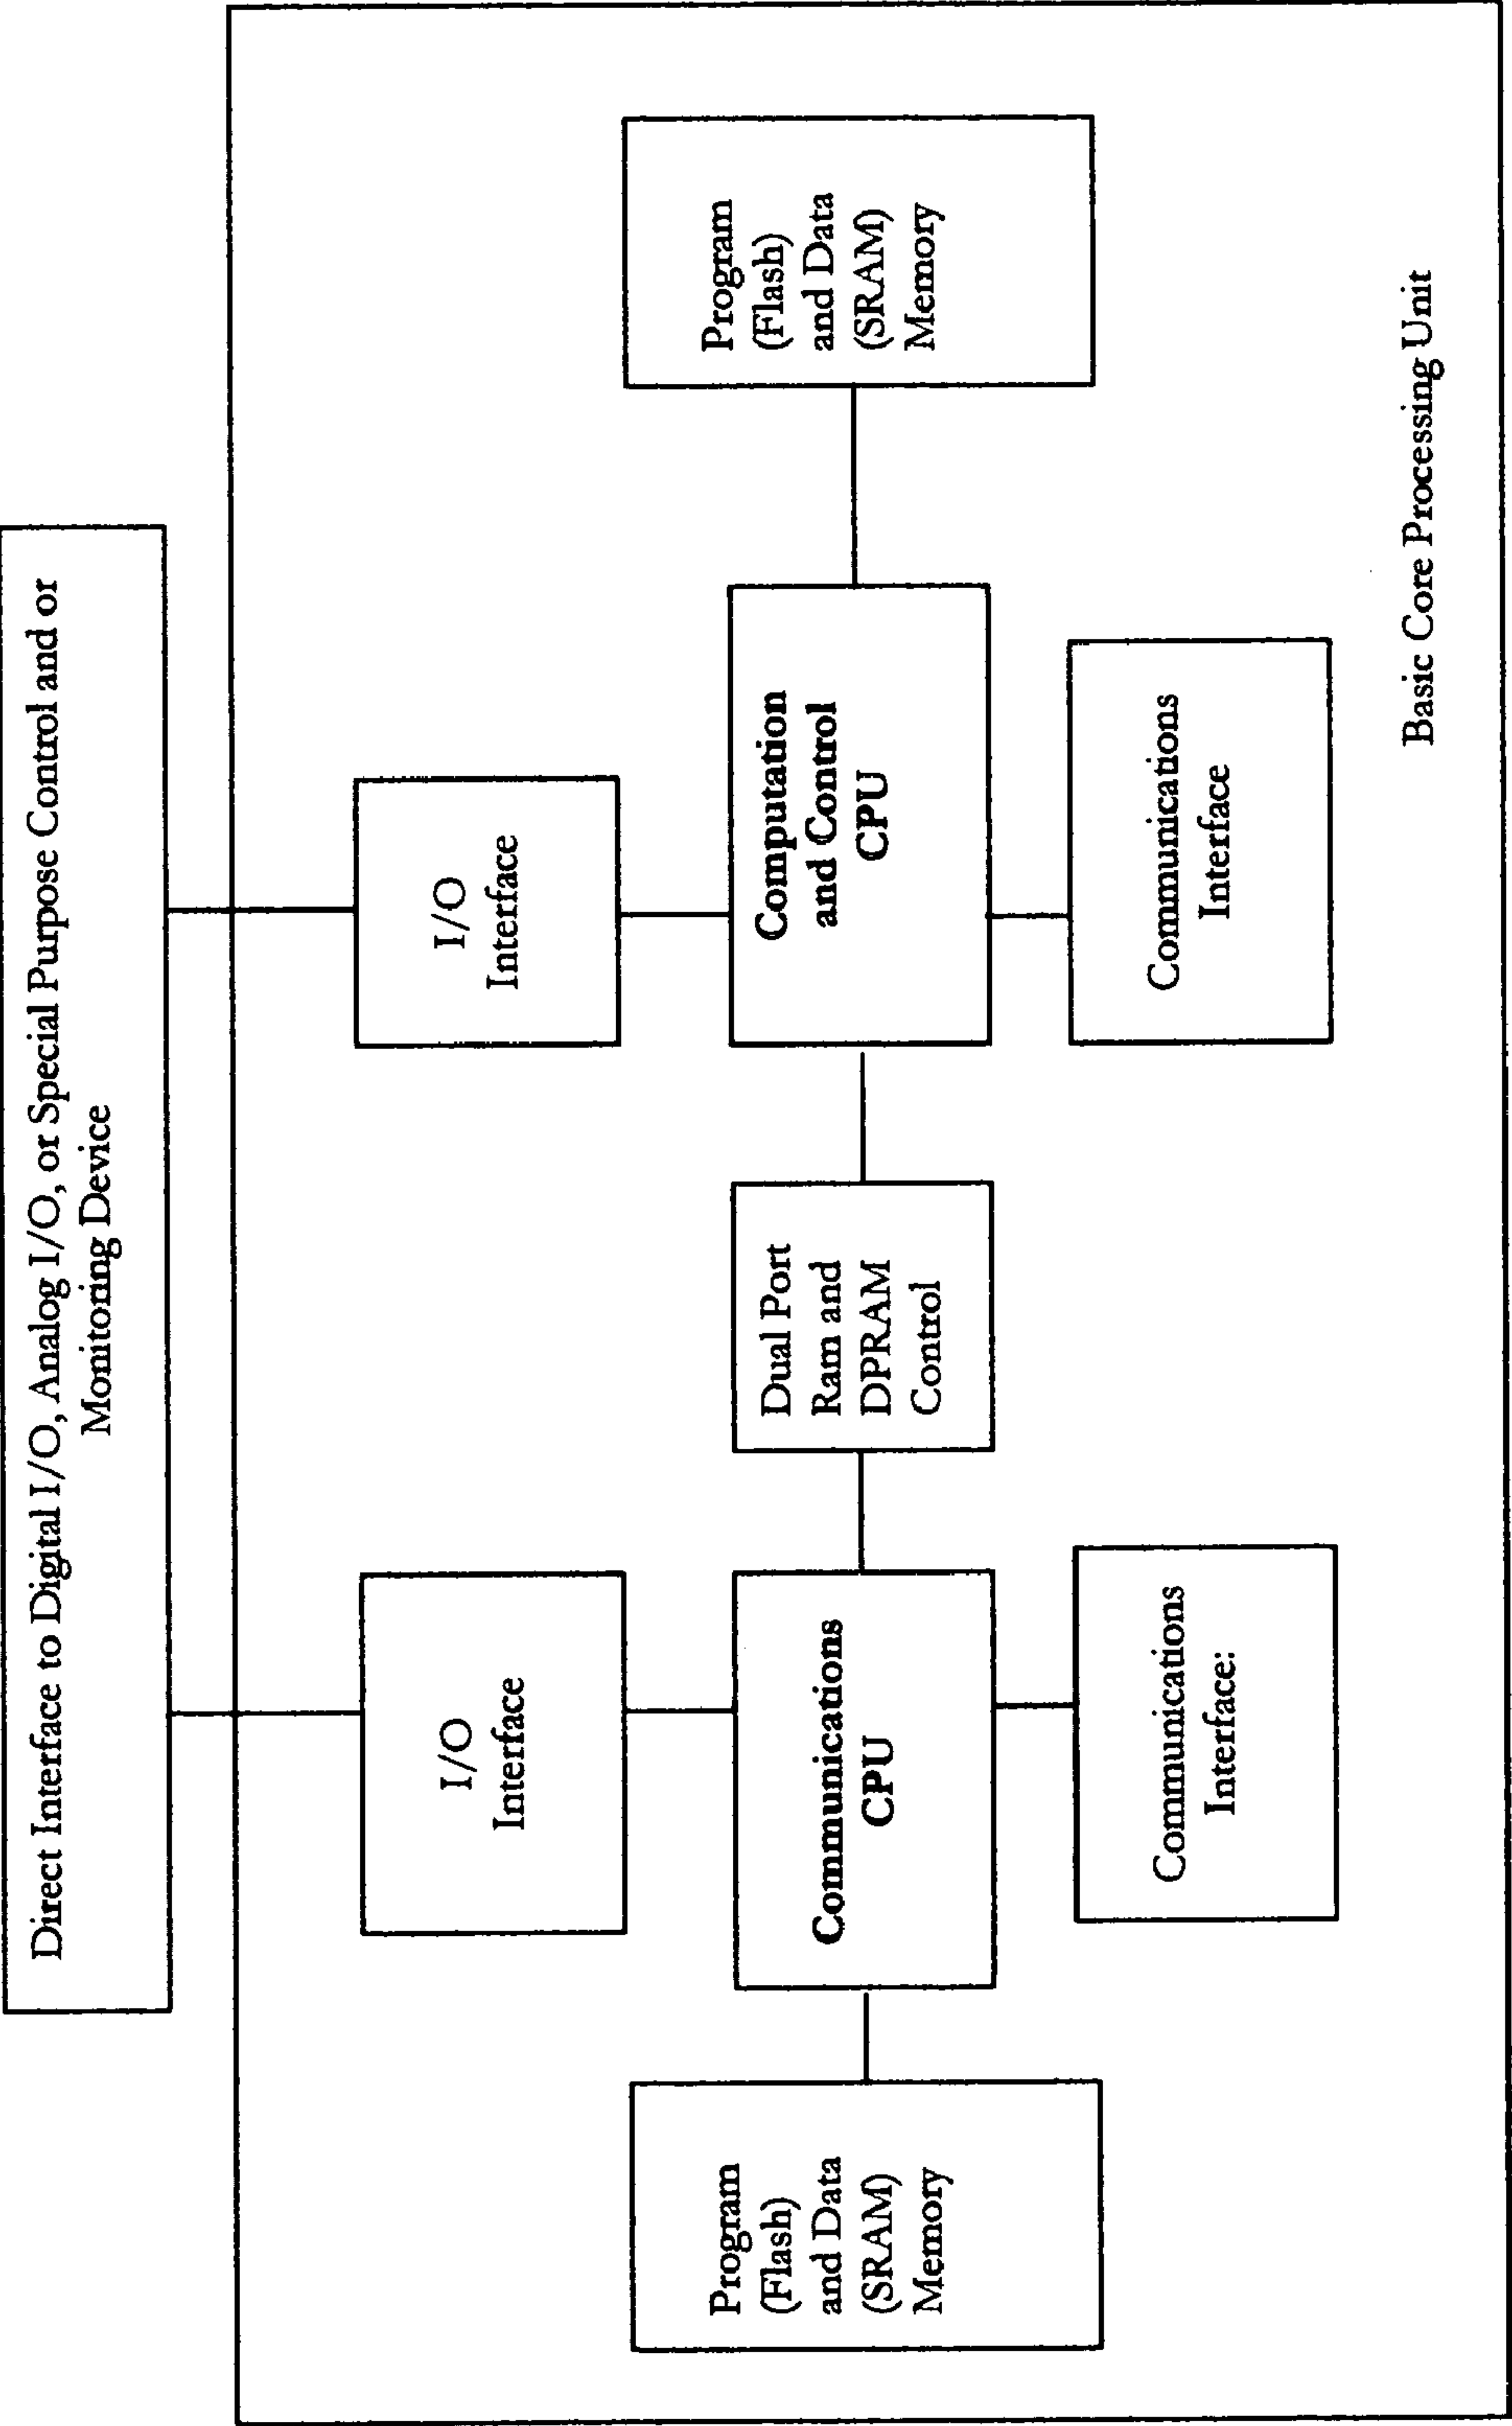 Direct Interface to Digital I/O, Analog I/O, or Special Purpose Control and or
Monitoring Device
I/O
Interface
I/O
Interface
Program
(Flash)
and Data
(SRAM)
Memory
Communications
CPU
Dual Port
Ram and
DPRAM
Control
Computation
and Control
CPU
Program
(Flash)
and Data
(SRAM)
Memory
Communications
Interface:
Communications
Interface
Basic Core Processing Unit